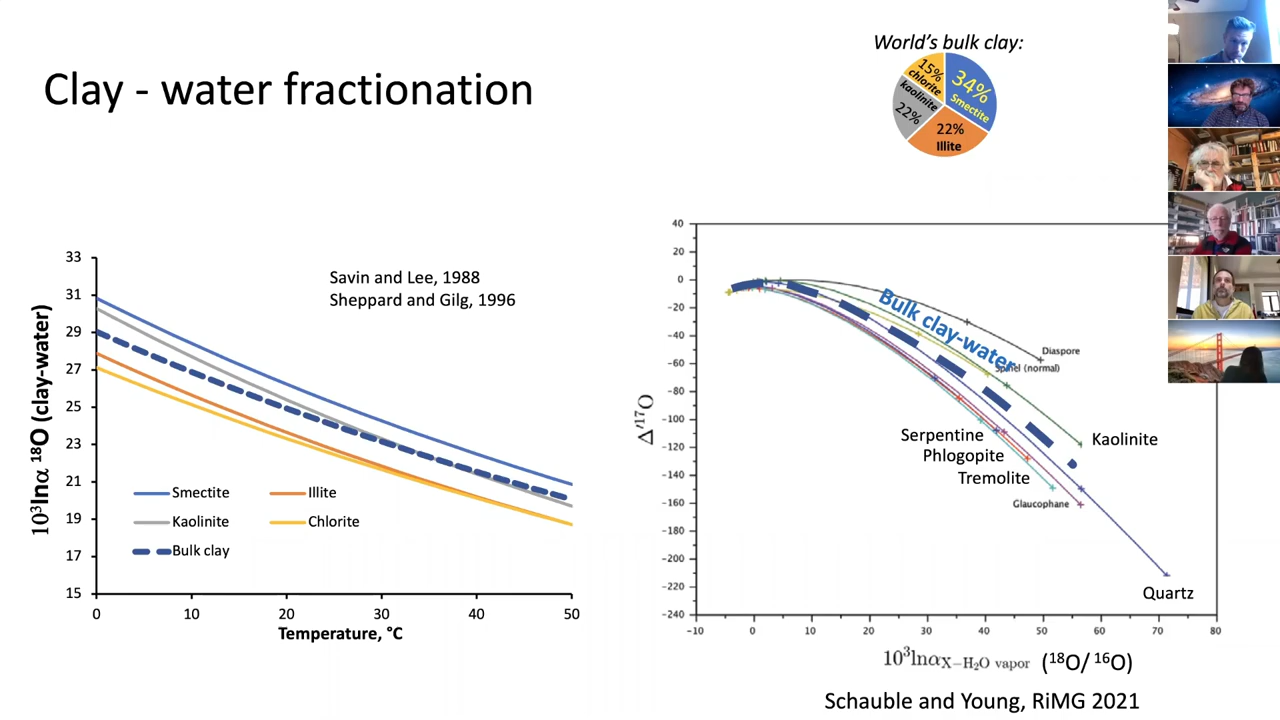 World's bulk clay:
Clay - water fractionation
15%
chlorite
34%
Smectite
kaolinite
22%
22%
Illite
33
31
29
27
25
23
21
19
17
15
10³lnα ¹⁸O (clay-water)
Savin and Lee, 1988
Sheppard and Gilg, 1996
Smectite
Illite
Kaolinite
Chlorite
Bulk clay
0
10
20
30
40
50
Temperature, °C
40
20
0
-20
-40
-60
-80
-100
-120
-140
-160
-180
-200
-220
-240
Δ′¹⁷O
Bulk clay-water
Diaspore
Spinel (normal)
Serpentine
Kaolinite
Phlogopite
Tremolite
Glaucophane
Quartz
-10
0
10
20
30
40
50
60
70
80
10³lnαX−H₂O vapor (¹⁸O/ ¹⁶O)
Schauble and Young, RiMG 2021